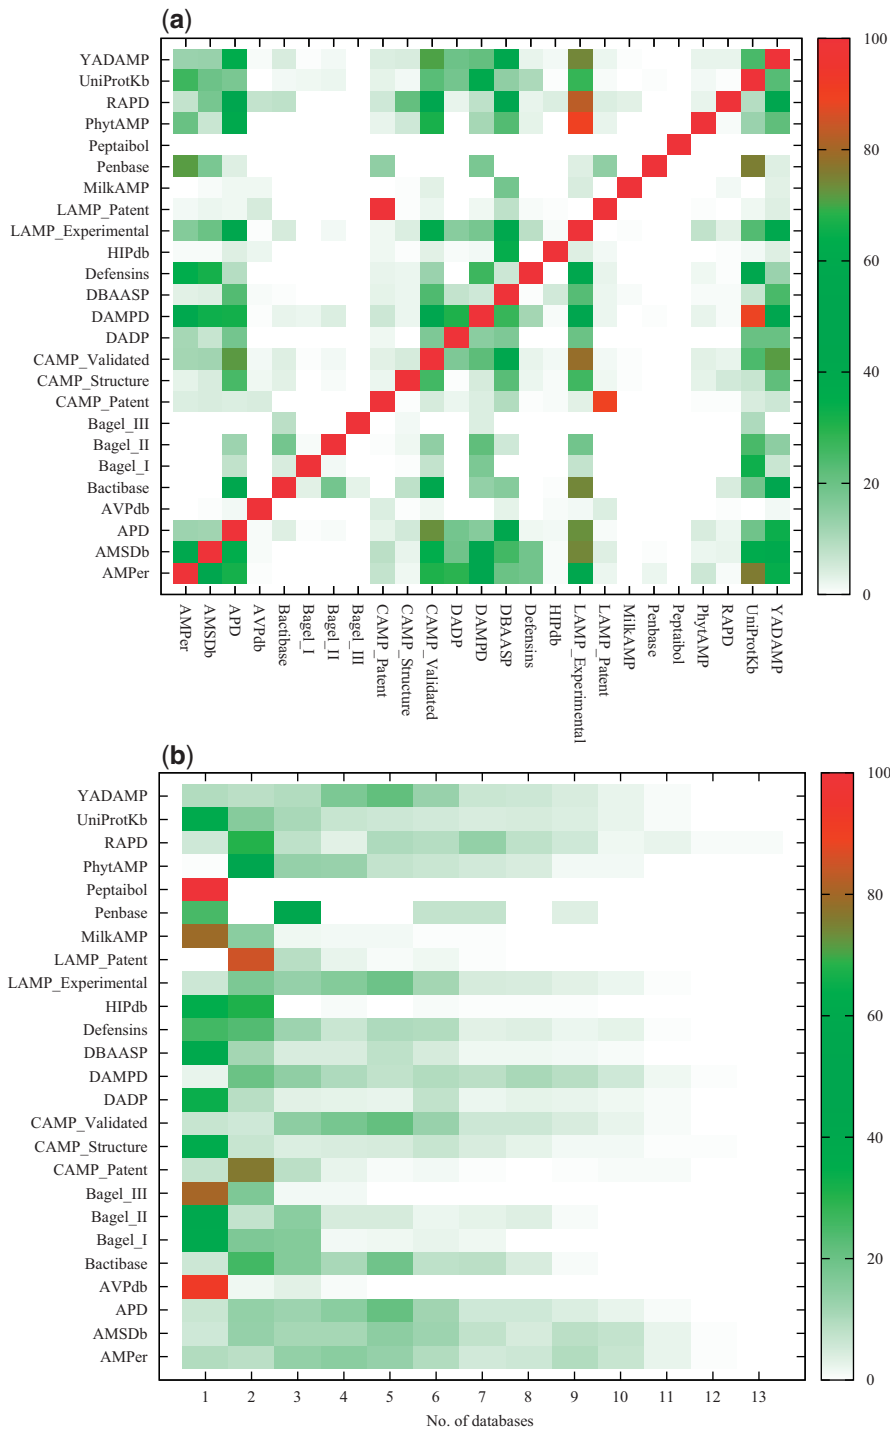 (a)
YADAMP
UniProtKb
RAPD
PhytAMP
Peptaibol
Penbase
MilkAMP
LAMP_Patent
LAMP_Experimental
HIPdb
Defensins
DBAASP
DAMPD
DADP
CAMP_Validated
CAMP_Structure
CAMP_Patent
Bagel_III
Bagel_II
Bagel_I
Bactibase
AVPdb
APD
AMSDb
AMPer
AMPer
AMSDb
APD
AVPdb
Bactibase
Bagel_I
Bagel_II
Bagel_III
CAMP_Patent
CAMP_Structure
CAMP_Validated
DADP
DAMPD
DBAASP
Defensins
HIPdb
LAMP_Experimental
LAMP_Patent
MilkAMP
Penbase
Peptaibol
PhytAMP
RAPD
UniProtKb
YADAMP
100
80
60
40
20
0
(b)
YADAMP
UniProtKb
RAPD
PhytAMP
Peptaibol
Penbase
MilkAMP
LAMP_Patent
LAMP_Experimental
HIPdb
Defensins
DBAASP
DAMPD
DADP
CAMP_Validated
CAMP_Structure
CAMP_Patent
Bagel_III
Bagel_II
Bagel_I
Bactibase
AVPdb
APD
AMSDb
AMPer
1 2 3 4 5 6 7 8 9 10 11 12 13
No. of databases
100
80
60
40
20
0